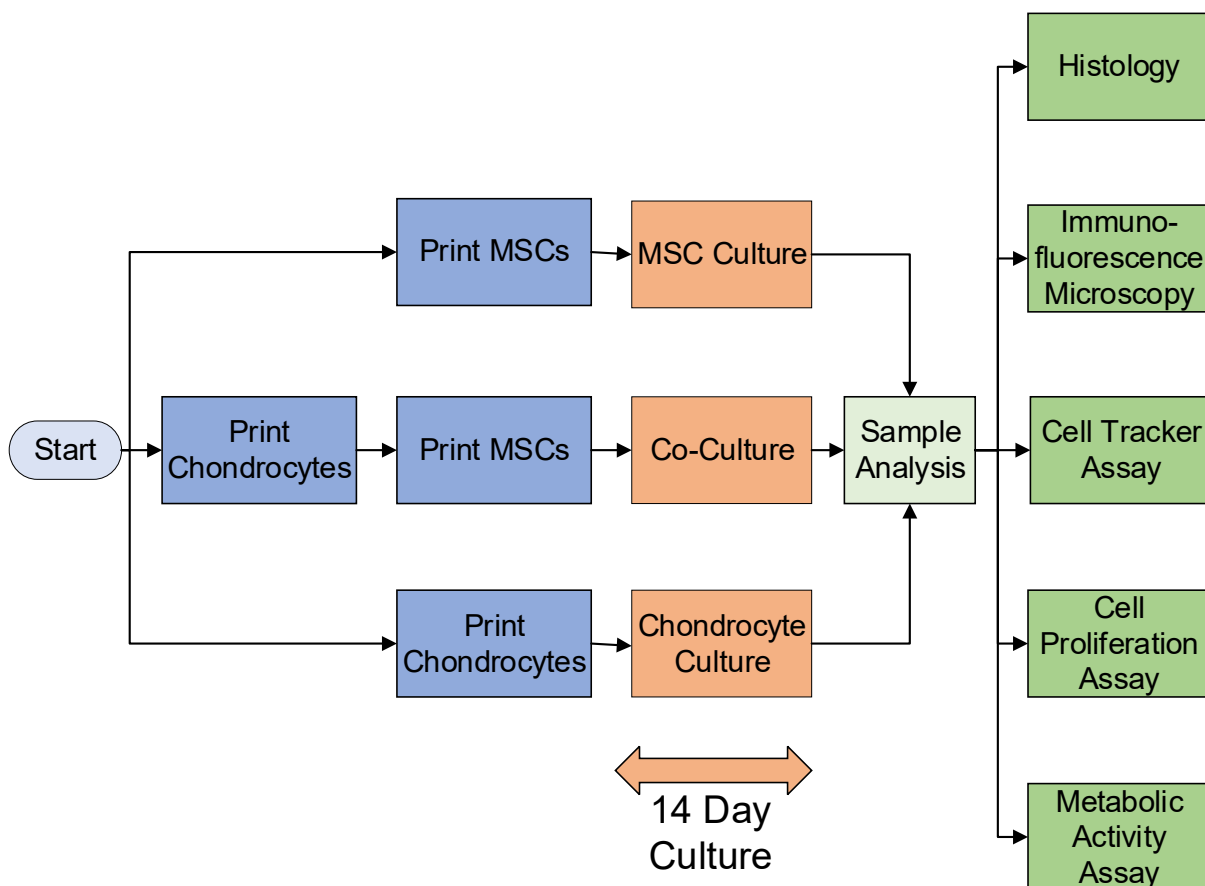 Start
Print
Chondrocytes
Print MSCs
MSC Culture
Print MSCs
Co-Culture
Print
Chondrocytes
Chondrocyte
Culture
14 Day
Culture
Sample
Analysis
Histology
Immuno-
fluorescence
Microscopy
Cell Tracker
Assay
Cell
Proliferation
Assay
Metabolic
Activity
Assay